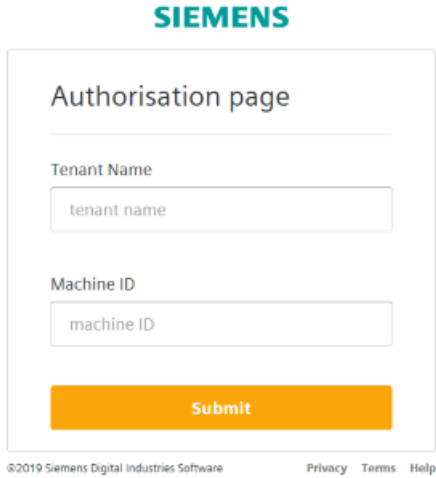 SIEMENS
Authorisation page
Tenant Name
tenant name
Machine ID
machine ID
Submit
©2019 Siemens Digital Industries Software Privacy Terms Help